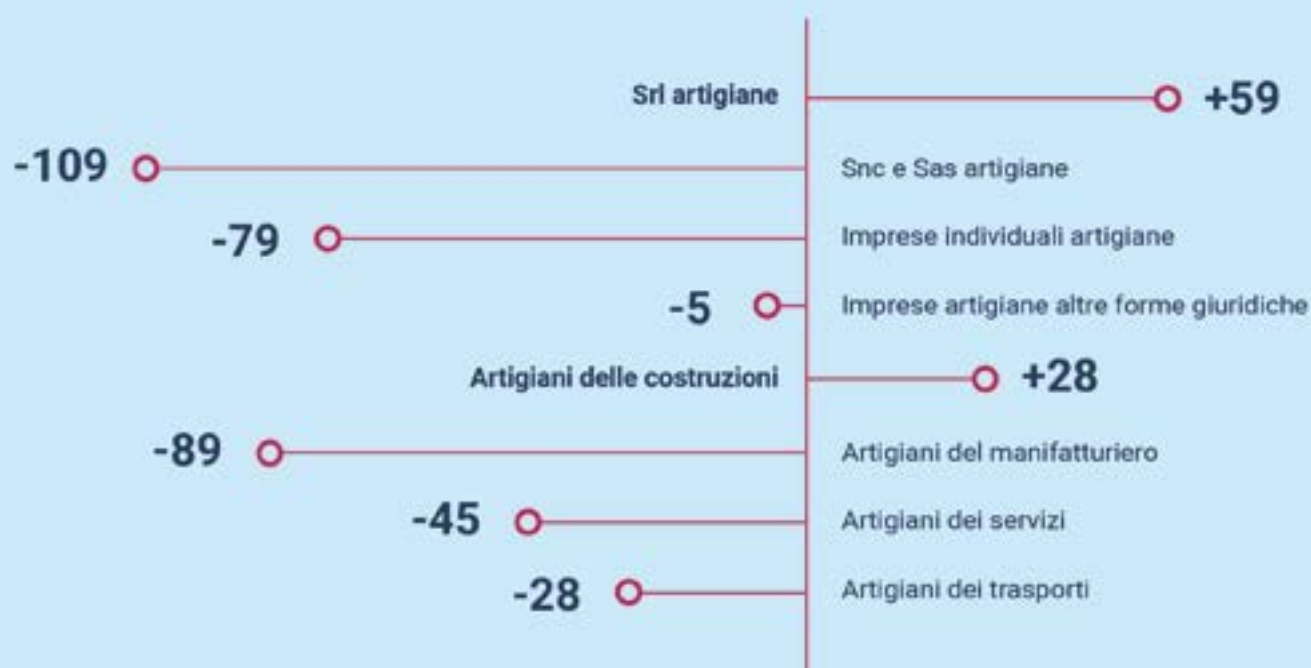 Srl artigiane +59
-109 Snc e Sas artigiane
-79 Imprese individuali artigiane
-5 Imprese artigiane altre forme giuridiche
Artigiani delle costruzioni +28
-89 Artigiani del manifatturiero
-45 Artigiani dei servizi
-28 Artigiani dei trasporti